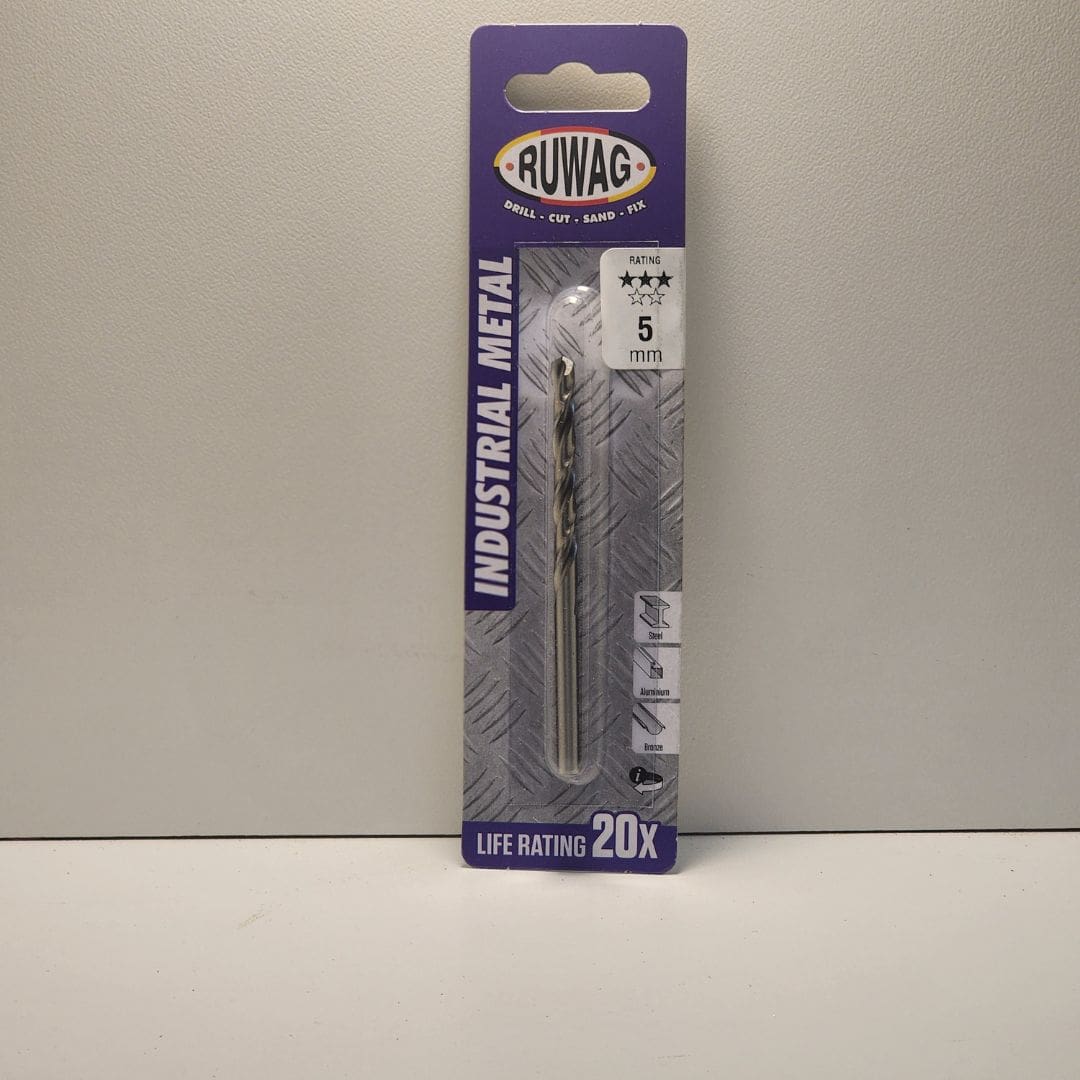 RUWAG
DRILL - CUT - SAND - FIX
INDUSTRIAL METAL
RATING
5
mm
Steel
Aluminium
Bronze
i
LIFE RATING 20X